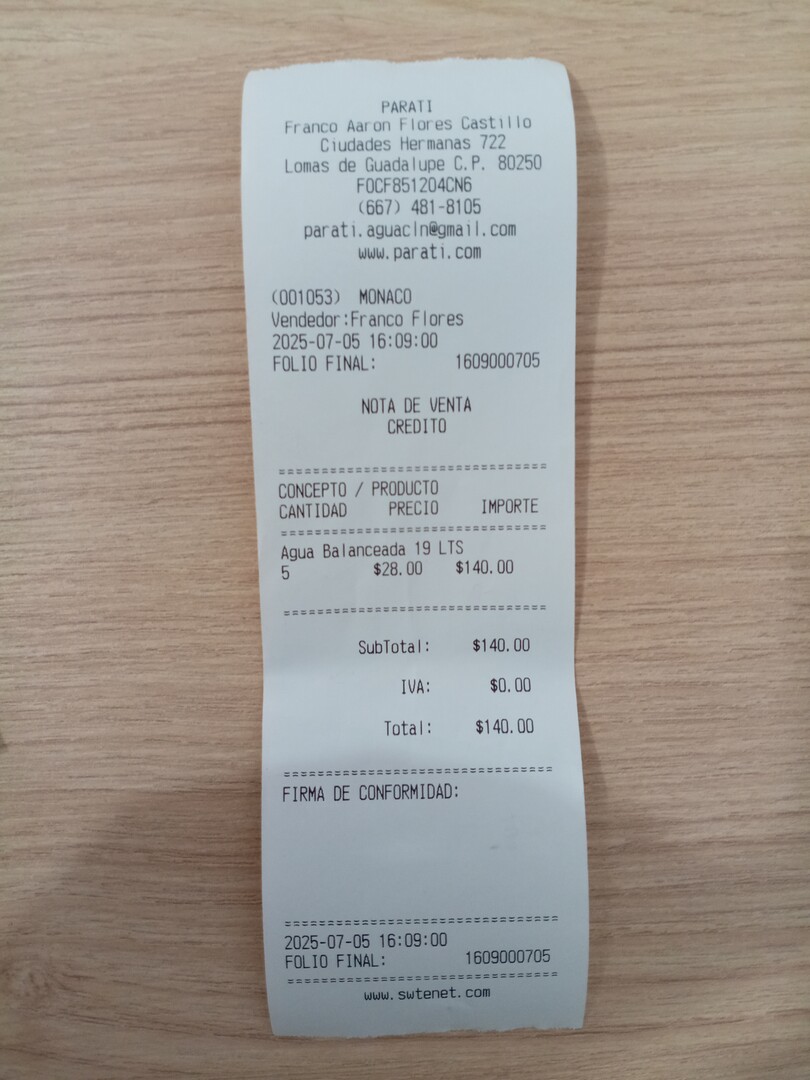 PARATI
Franco Aaron Flores Castillo
Ciudades Hermanas 722
Lomas de Guadalupe C.P. 80250
FOCF851204CN6
(667) 481-8105
parati.aguacln@gmail.com
www.parati.com
(001053) MONACO
Vendedor:Franco Flores
2025-07-05 16:09:00
FOLIO FINAL: 1609000705
NOTA DE VENTA
CREDITO
================================
CONCEPTO / PRODUCTO
CANTIDAD PRECIO IMPORTE
================================
Agua Balanceada 19 LTS
5 $28.00 $140.00
================================
SubTotal: $140.00
IVA: $0.00
Total: $140.00
================================
FIRMA DE CONFORMIDAD:
================================
2025-07-05 16:09:00
FOLIO FINAL: 1609000705
================================
www.swtenet.com